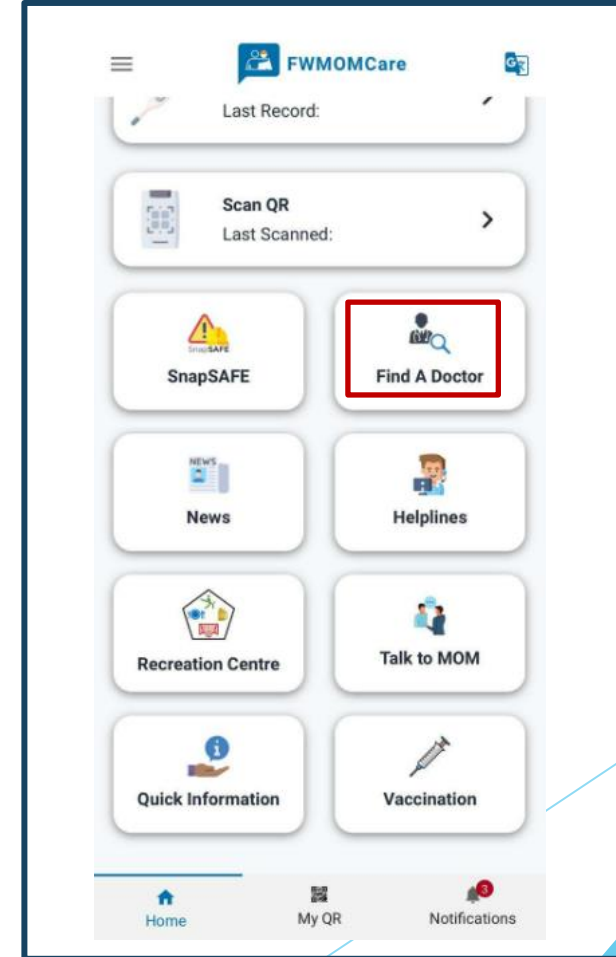 FWMOMCare
Last Record:
Scan QR
Last Scanned:
SnapSAFE
SnapSAFE
Find A Doctor
NEWS
News
Helplines
Recreation Centre
Talk to MOM
Quick Information
Vaccination
3
Home
My QR
Notifications